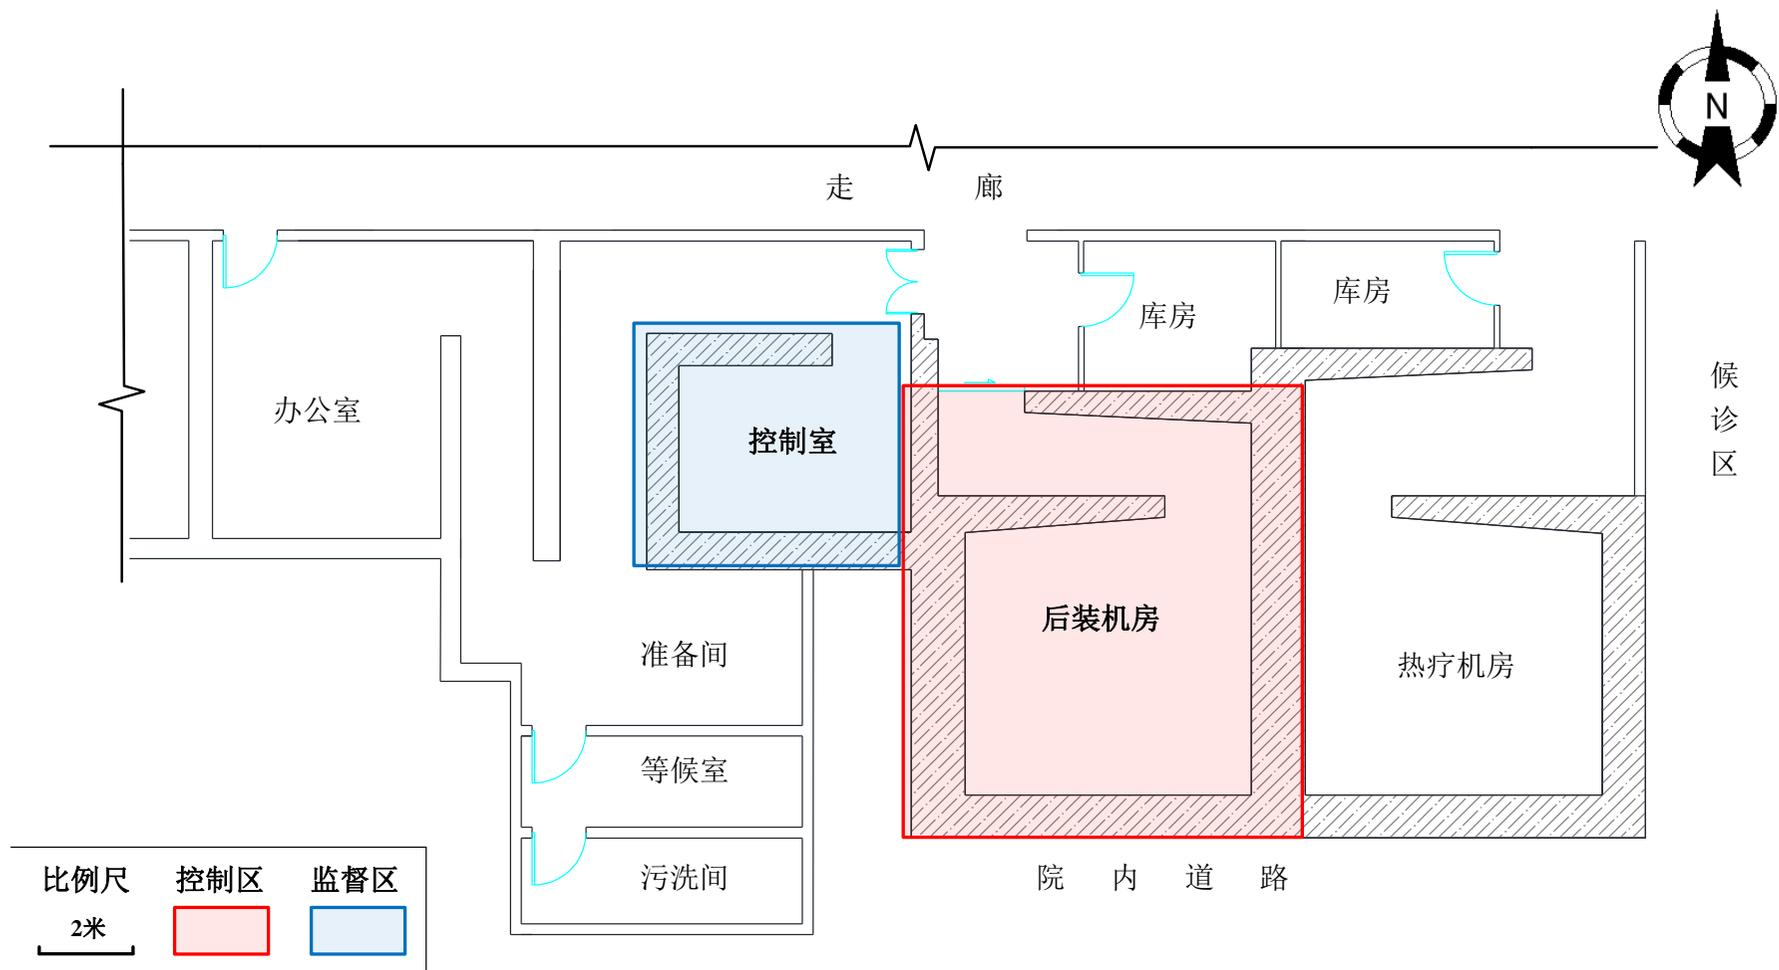 N
走 廊
库房
库房
候诊区
办公室
控制室
后装机房
准备间
热疗机房
等候室
污洗间
院内道路
比例尺 控制区 监督区
2米